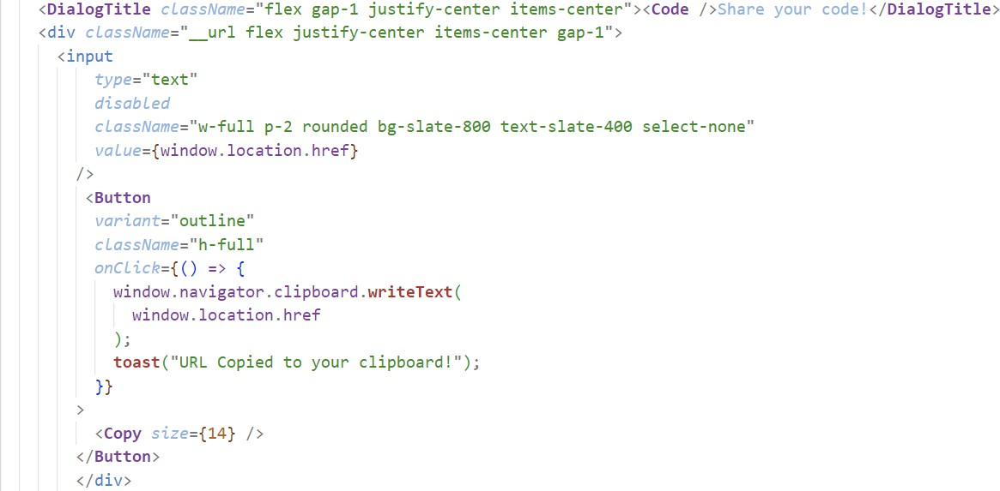 <DialogTitle className="flex gap-1 justify-center items-center"><Code />Share your code!</DialogTitle>
<div className="__url flex justify-center items-center gap-1">
<input
type="text"
disabled
className="w-full p-2 rounded bg-slate-800 text-slate-400 select-none"
value={window.location.href}
/>
<Button
variant="outline"
className="h-full"
onClick={() => {
window.navigator.clipboard.writeText(
window.location.href
);
toast("URL Copied to your clipboard!");
}}
>
<Copy size={14} />
</Button>
</div>